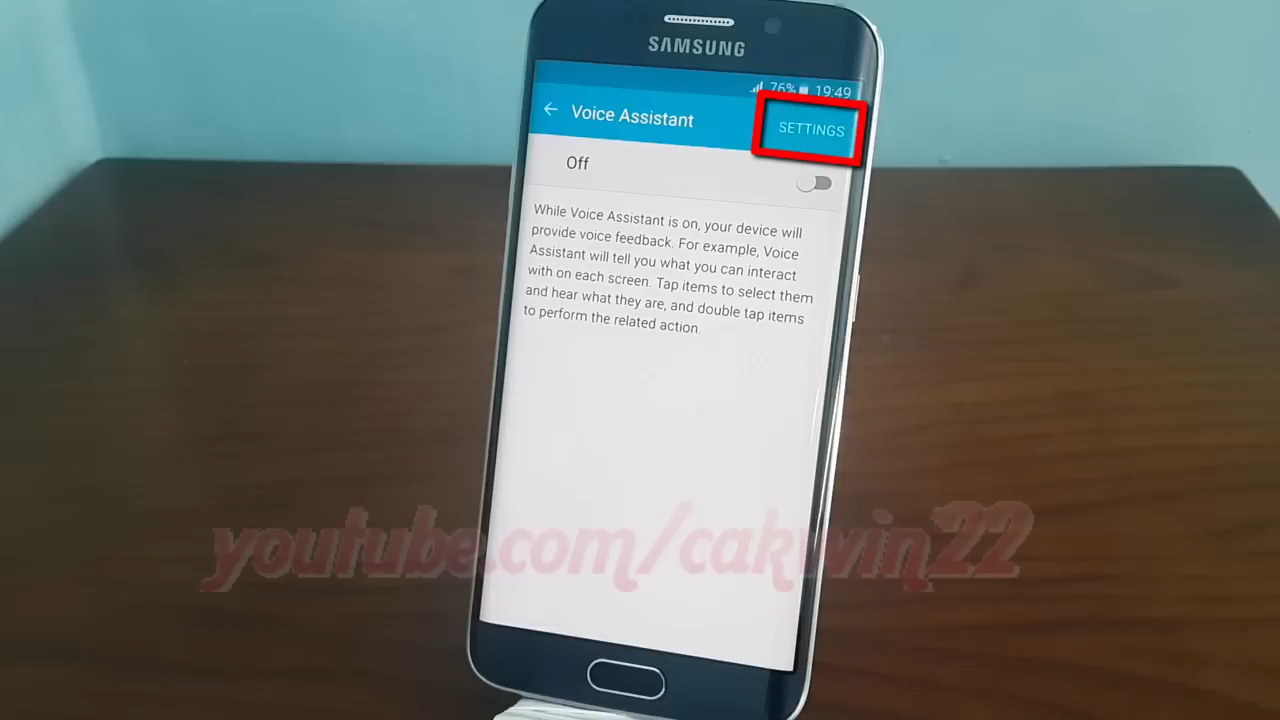 SAMSUNG
76% 19:49
Voice Assistant
SETTINGS
Off
While Voice Assistant is on, your device will
provide voice feedback. For example, Voice
Assistant will tell you what you can interact
with on each screen. Tap items to select them
and hear what they are, and double tap items
to perform the related action.
youtube.com/cakwin22